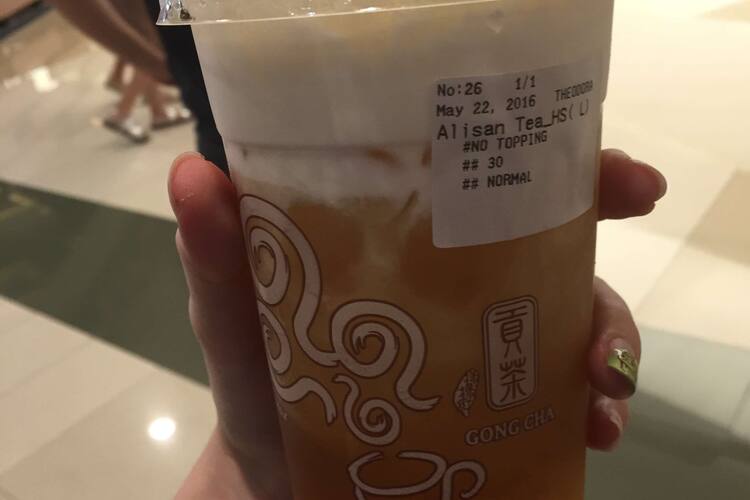 No:26 1/1
May 22, 2016 THEODORA
Alisan Tea_HS( L)
#NO TOPPING
## 30
## NORMAL
貢茶
GONG CHA